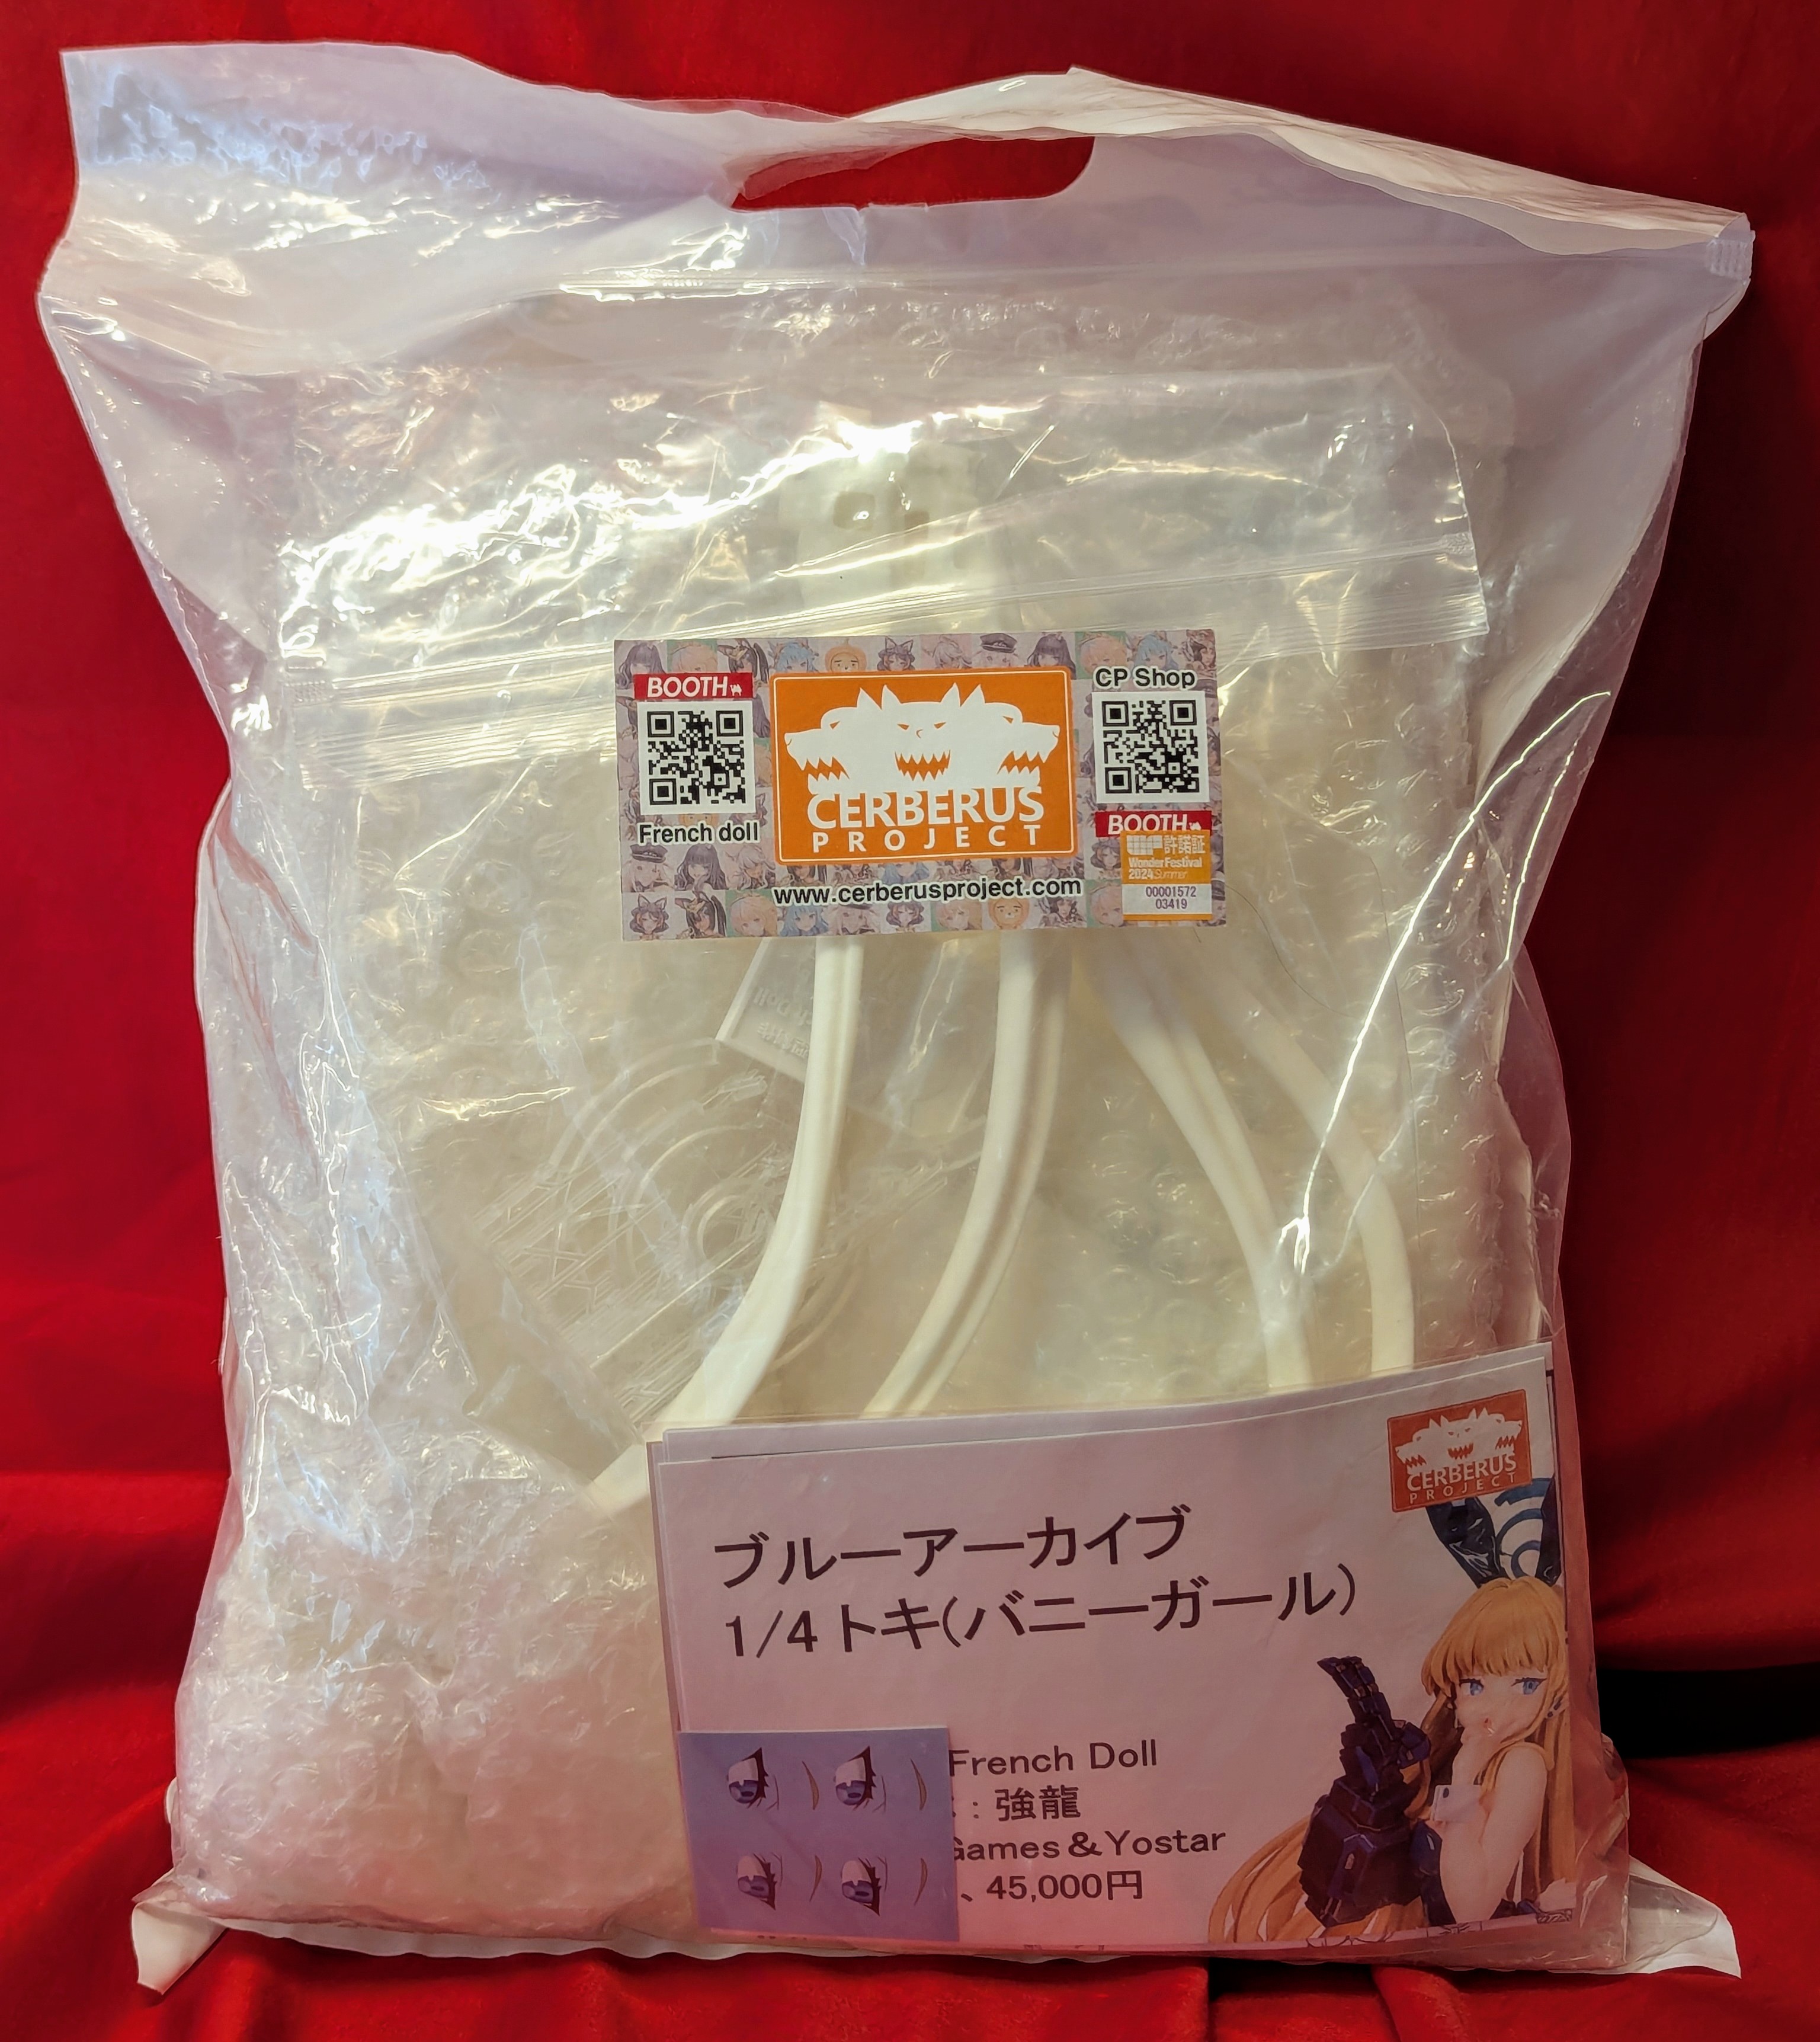 BOOTH
French doll
CERBERUS
PROJECT
www.cerberusproject.com
CP Shop
BOOTH
許諾証
Wonder Festival
2024 Summer
00001572
03419
CERBERUS
PROJECT
ブルーアーカイブ
1/4 トキ(バニーガール)
French Doll
: 強龍
Games&Yostar
、45,000円